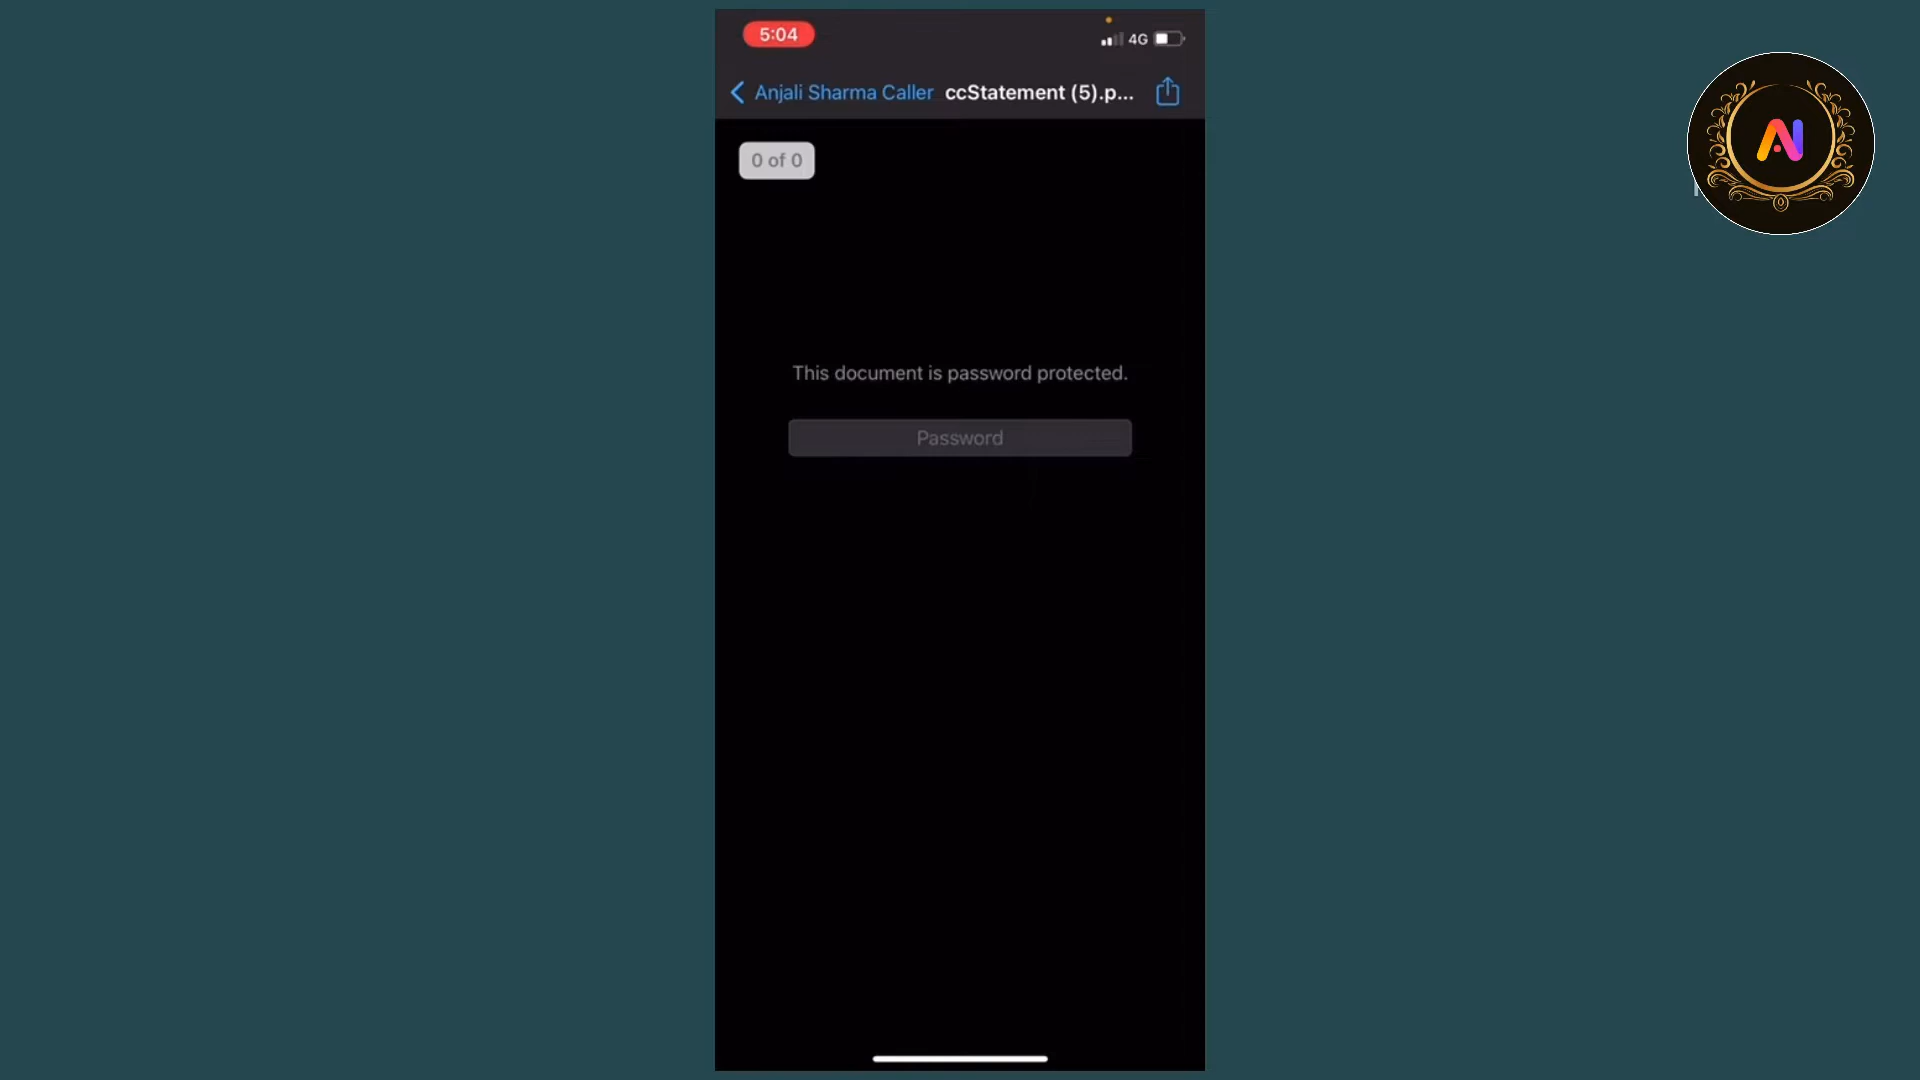 5:04
4G
Anjali Sharma Caller ccStatement (5).p...
0 of 0
This document is password protected.
Password